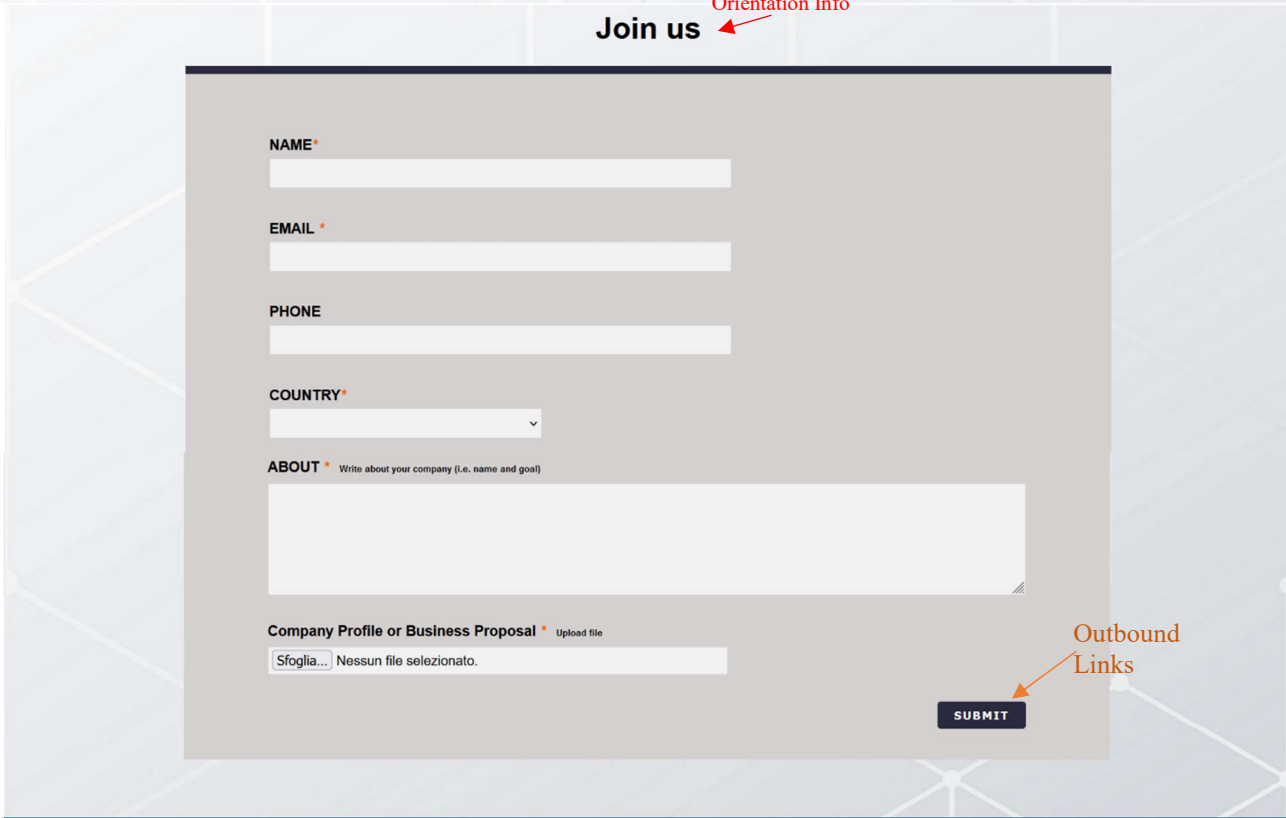 Orientation Info
Join us
NAME*
EMAIL *
PHONE
COUNTRY*
ABOUT * Write about your company (i.e. name and goal)
Company Profile or Business Proposal * Upload file
Sfoglia... Nessun file selezionato.
Outbound
Links
SUBMIT